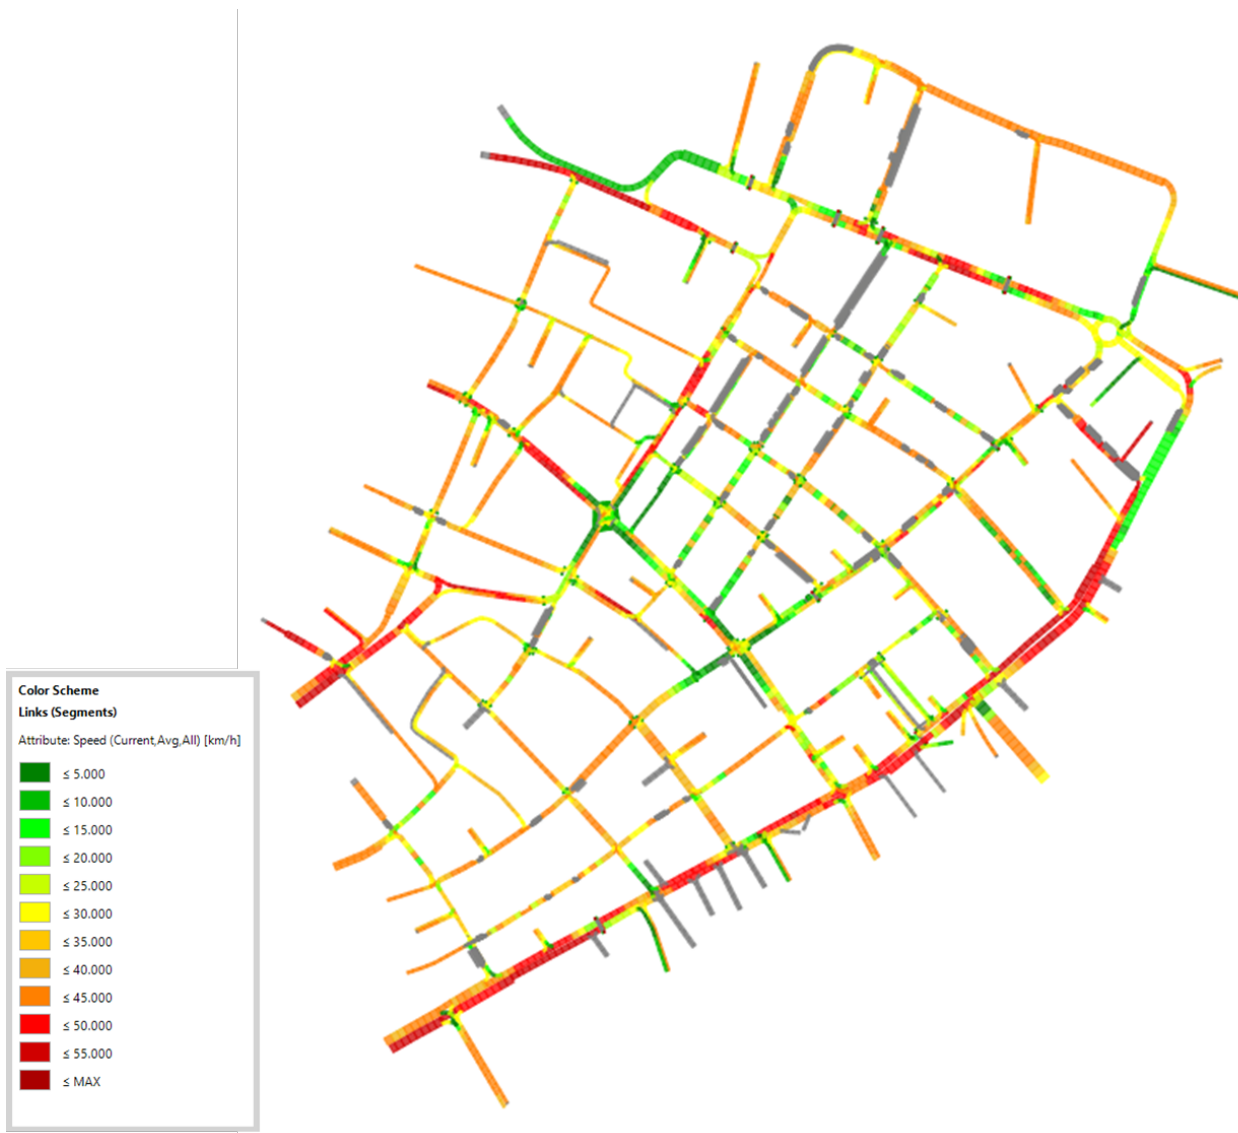 Color Scheme
Links (Segments)
Attribute: Speed (Current,Avg,All) [km/h]
≤ 5.000
≤ 10.000
≤ 15.000
≤ 20.000
≤ 25.000
≤ 30.000
≤ 35.000
≤ 40.000
≤ 45.000
≤ 50.000
≤ 55.000
≤ MAX